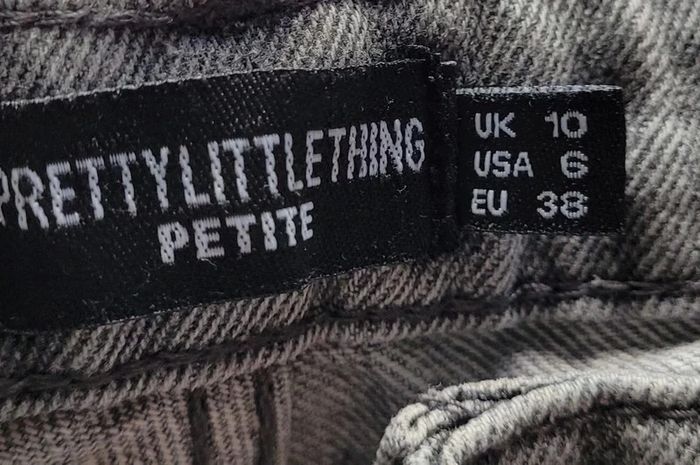 PRETTYLITTLETHING
PETITE
UK 10
USA 6
EU 38